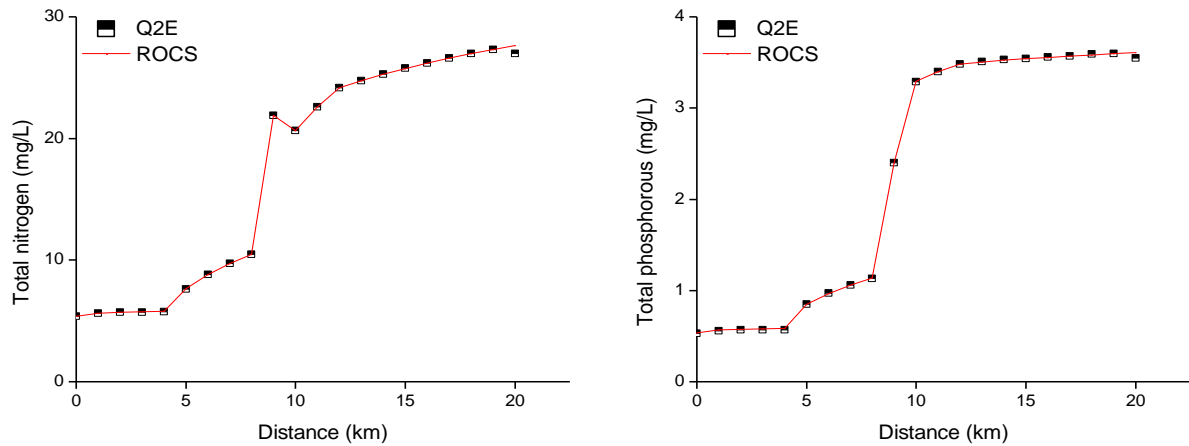 Q2E
ROCS
Total nitrogen (mg/L)
30
20
10
0
0 5 10 15 20
Distance (km)
Q2E
ROCS
Total phosphorous (mg/L)
4
3
2
1
0
0 5 10 15 20
Distance (km)